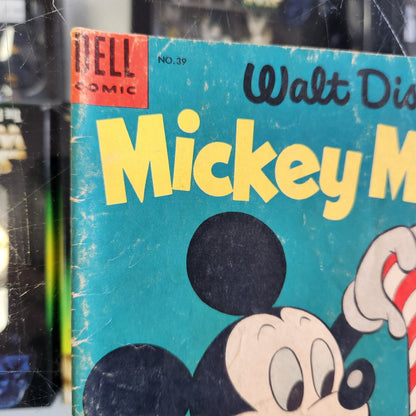 DELL
COMIC
NO. 39
Walt Dis
Mickey M